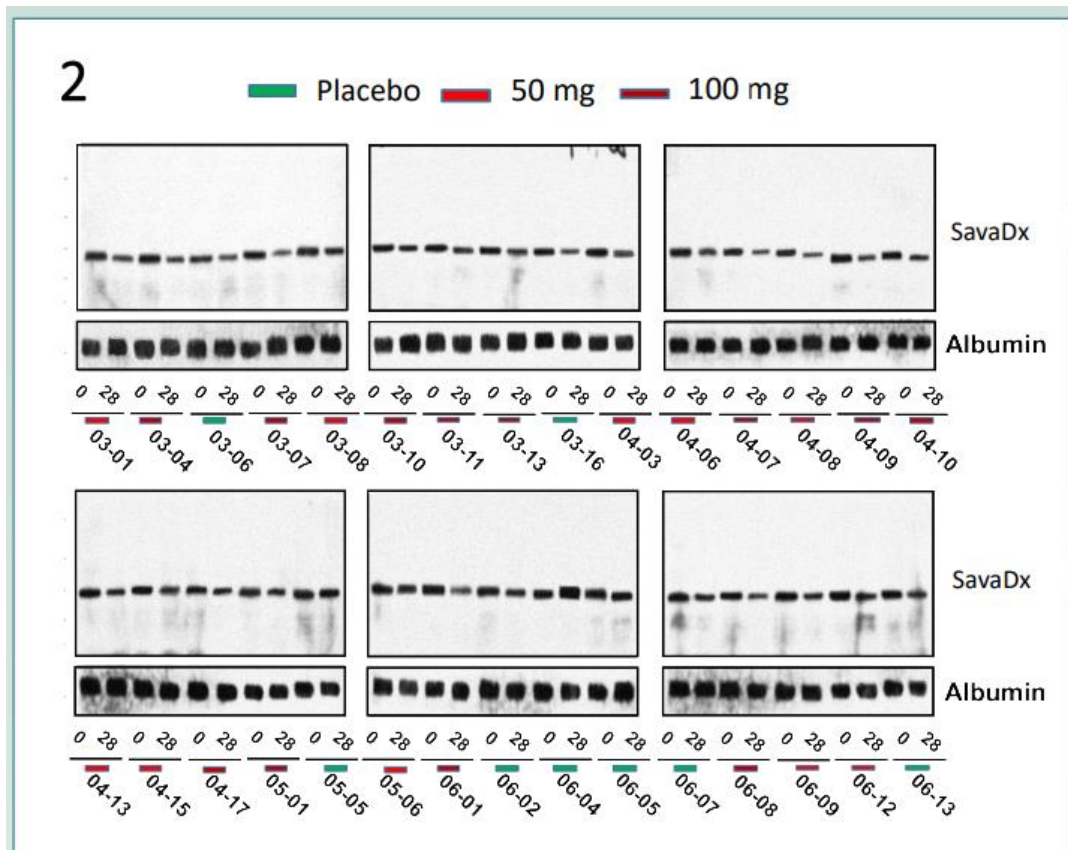 2
Placebo 50 mg 100 mg
SavaDx
Albumin
0 28 0 28 0 28 0 28 0 28 0 28 0 28 0 28 0 28 0 28 0 28 0 28 0 28 0 28 0 28
03-01 03-04 03-06 03-07 03-08 03-10 03-11 03-13 03-16 04-03 04-06 04-07 04-08 04-09 04-10
SavaDx
Albumin
0 28 0 28 0 28 0 28 0 28 0 28 0 28 0 28 0 28 0 28 0 28 0 28 0 28 0 28 0 28
04-13 04-15 04-17 05-01 05-05 05-06 06-01 06-02 06-04 06-05 06-07 06-08 06-09 06-12 06-13